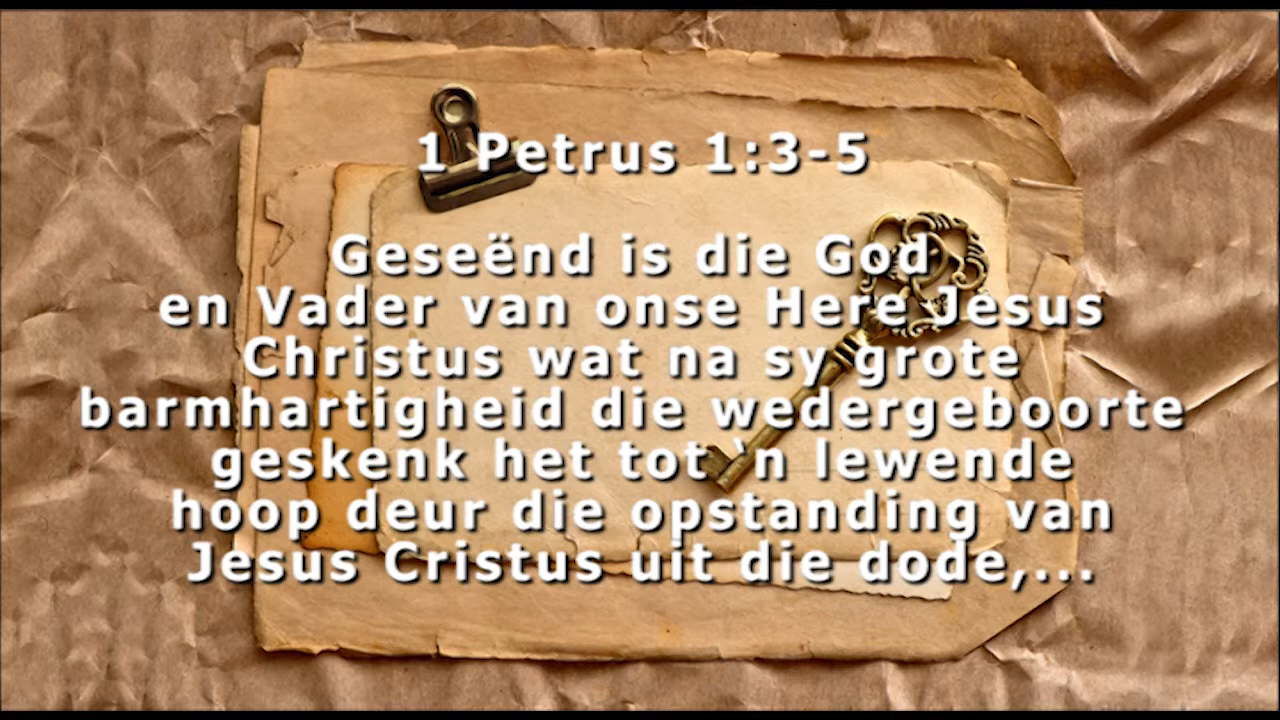 1 Petrus 1:3-5
Geseënd is die God
en Vader van onse Here Jesus
Christus wat na sy grote
barmhartigheid die wedergeboorte
geskenk het tot ‘n lewende
hoop deur die opstanding van
Jesus Cristus uit die dode,...